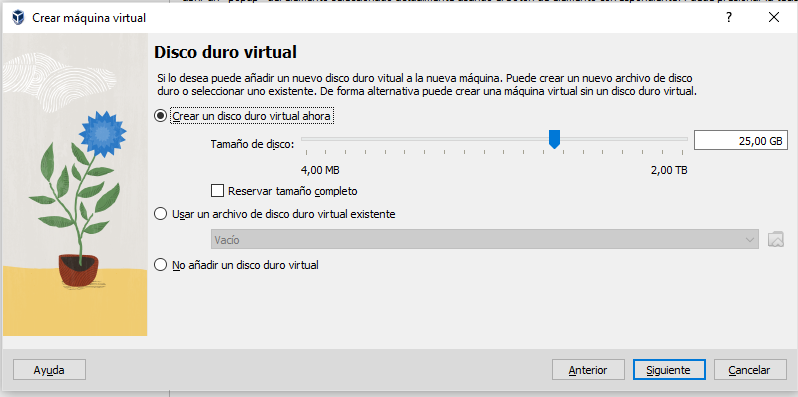 Crear máquina virtual
Disco duro virtual
Si lo desea puede añadir un nuevo disco duro vitual a la nueva máquina. Puede crear un nuevo archivo de disco
duro o seleccionar uno existente. De forma alternativa puede crear una máquina virtual sin un disco duro virtual.
Crear un disco duro virtual ahora
Tamaño de disco:
25,00 GB
4,00 MB
2,00 TB
Reservar tamaño completo
Usar un archivo de disco duro virtual existente
Vacío
No añadir un disco duro virtual
Ayuda
Anterior
Siguiente
Cancelar